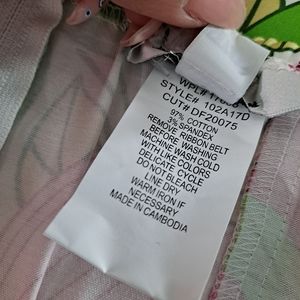 WPL#
STYLE# 102A17D
CUT# DF20075
97% COTTON
3% SPANDEX
REMOVE RIBBON BELT
BEFORE WASHING
MACHINE WASH COLD
WITH LIKE COLORS
DELICATE CYCLE
DO NOT BLEACH
LINE DRY
WARM IRON IF
NECESSARY
MADE IN CAMBODIA